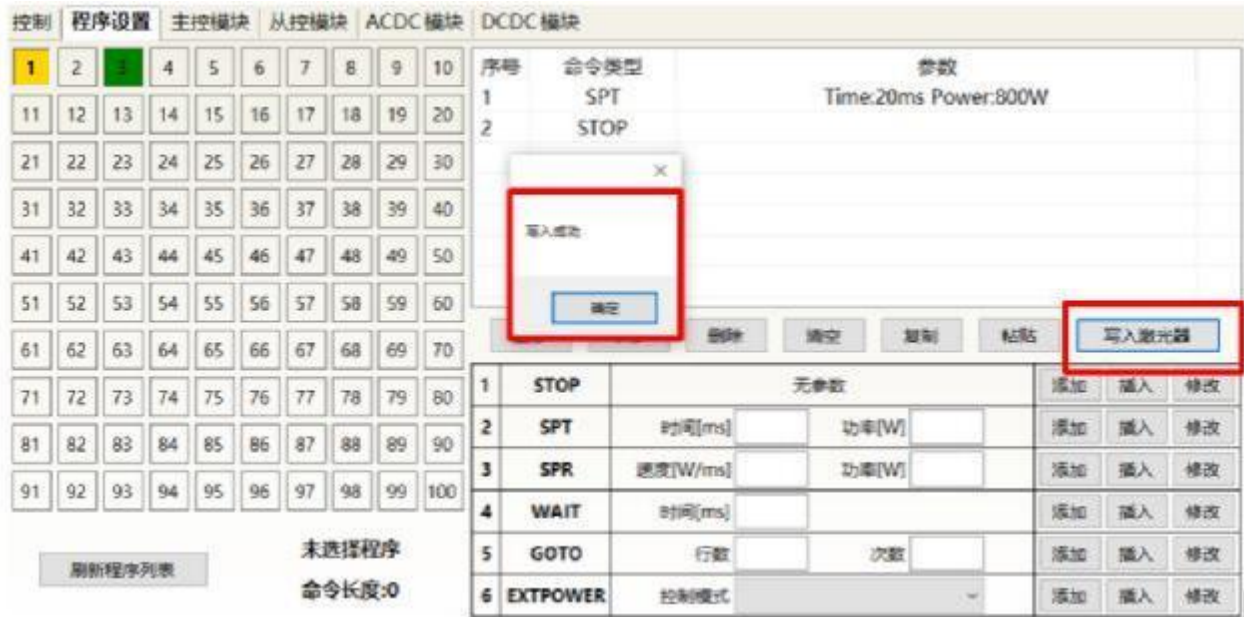 控制 程序设置 主控模块 从控模块 ACDC 模块 DCDC 模块
1 2 3 4 5 6 7 8 9 10
11 12 13 14 15 16 17 18 19 20
21 22 23 24 25 26 27 28 29 30
31 32 33 34 35 36 37 38 39 40
41 42 43 44 45 46 47 48 49 50
51 52 53 54 55 56 57 58 59 60
61 62 63 64 65 66 67 68 69 70
71 72 73 74 75 76 77 78 79 80
81 82 83 84 85 86 87 88 89 90
91 92 93 94 95 96 97 98 99 100
刷新程序列表
未选择程序
命令长度:0
序号 命令类型 参数
1 SPT Time:20ms Power:800W
2 STOP
×
写入成功
确定
删除 清空 复制 粘贴 写入激光器
1 STOP 无参数 添加 插入 修改
2 SPT 时间[ms] 功率[W] 添加 插入 修改
3 SPR 速度[W/ms] 功率[W] 添加 插入 修改
4 WAIT 时间[ms] 添加 插入 修改
5 GOTO 行数 次数 添加 插入 修改
6 EXTPOWER 控制模式 添加 插入 修改